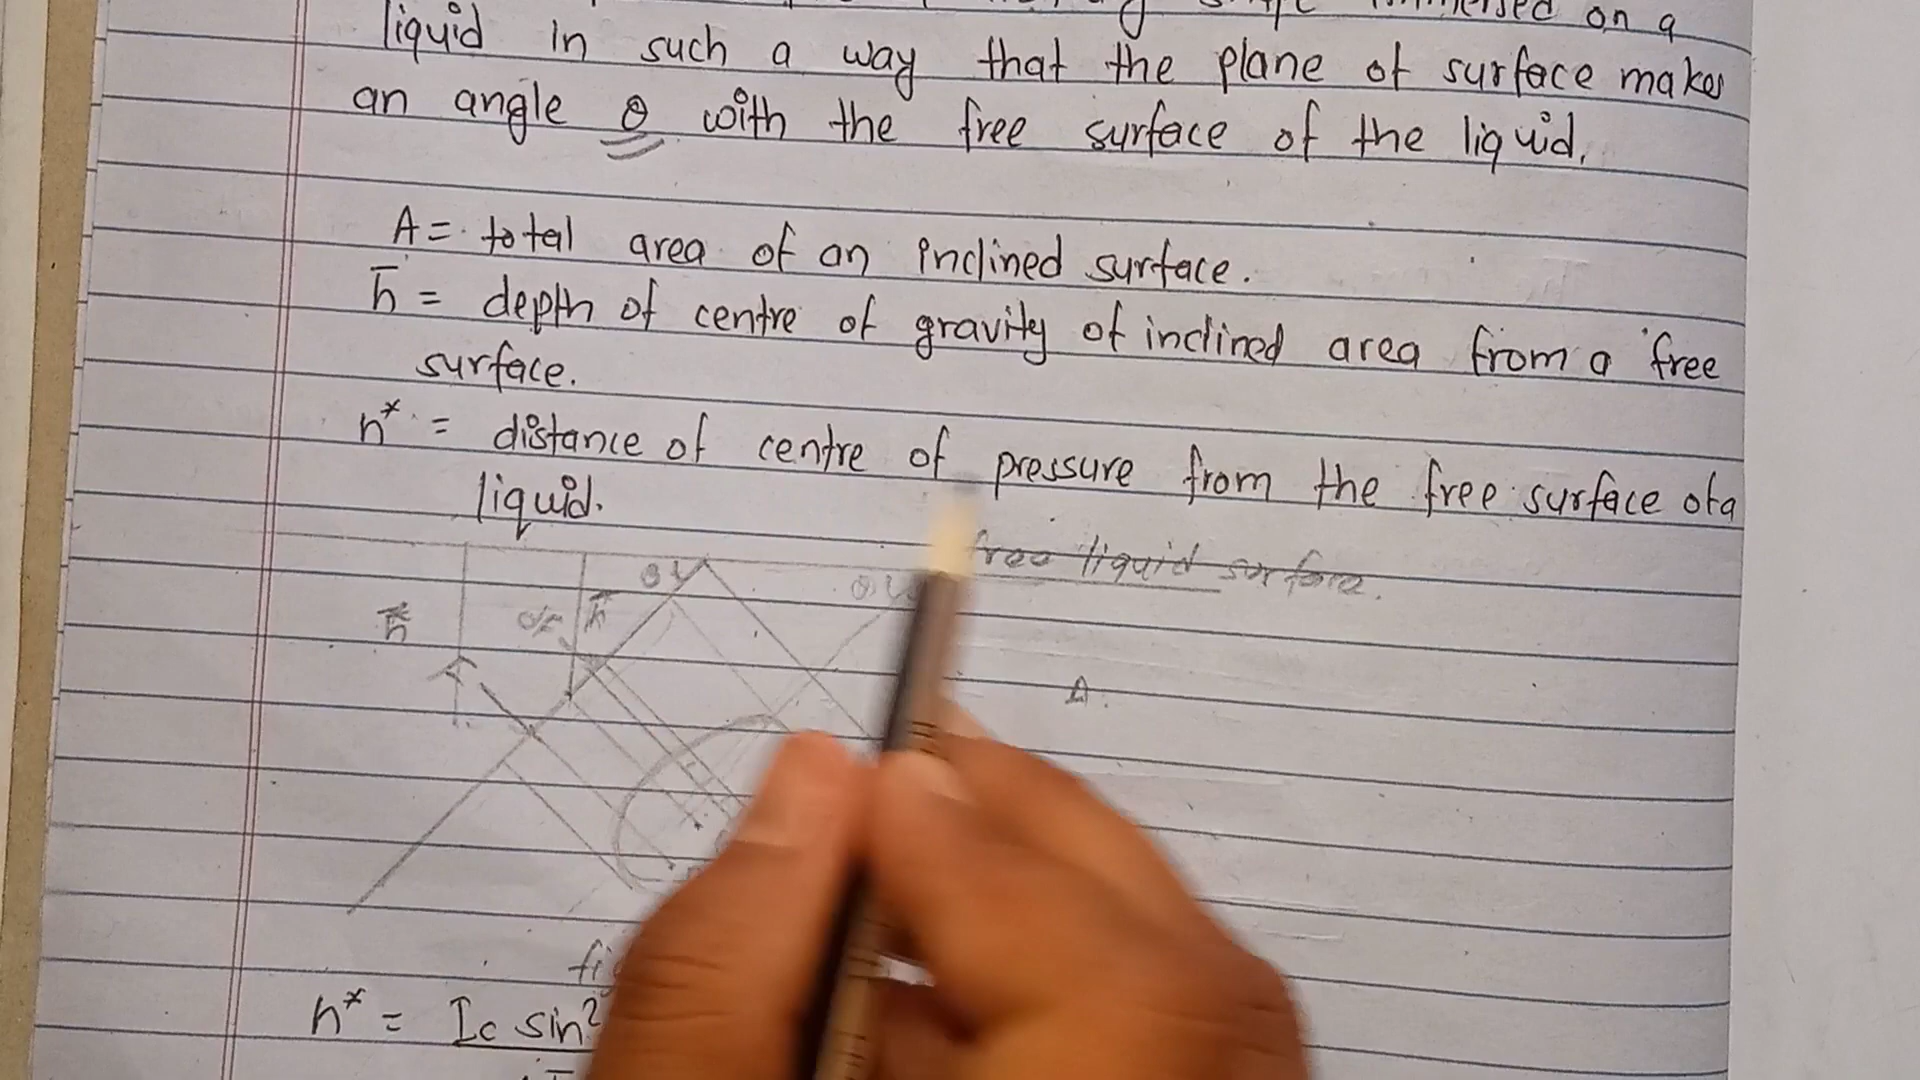 on a
liquid in such a way that the plane of surface makes
an angle θ with the free surface of the liquid.
A = total area of an inclined surface.
h̄ = depth of centre of gravity of inclined area from a free
surface.
h* = distance of centre of pressure from the free surface of a
liquid.
free liquid surface.
θ
θ
h̄
h̄
A.
h* = Ic sin²